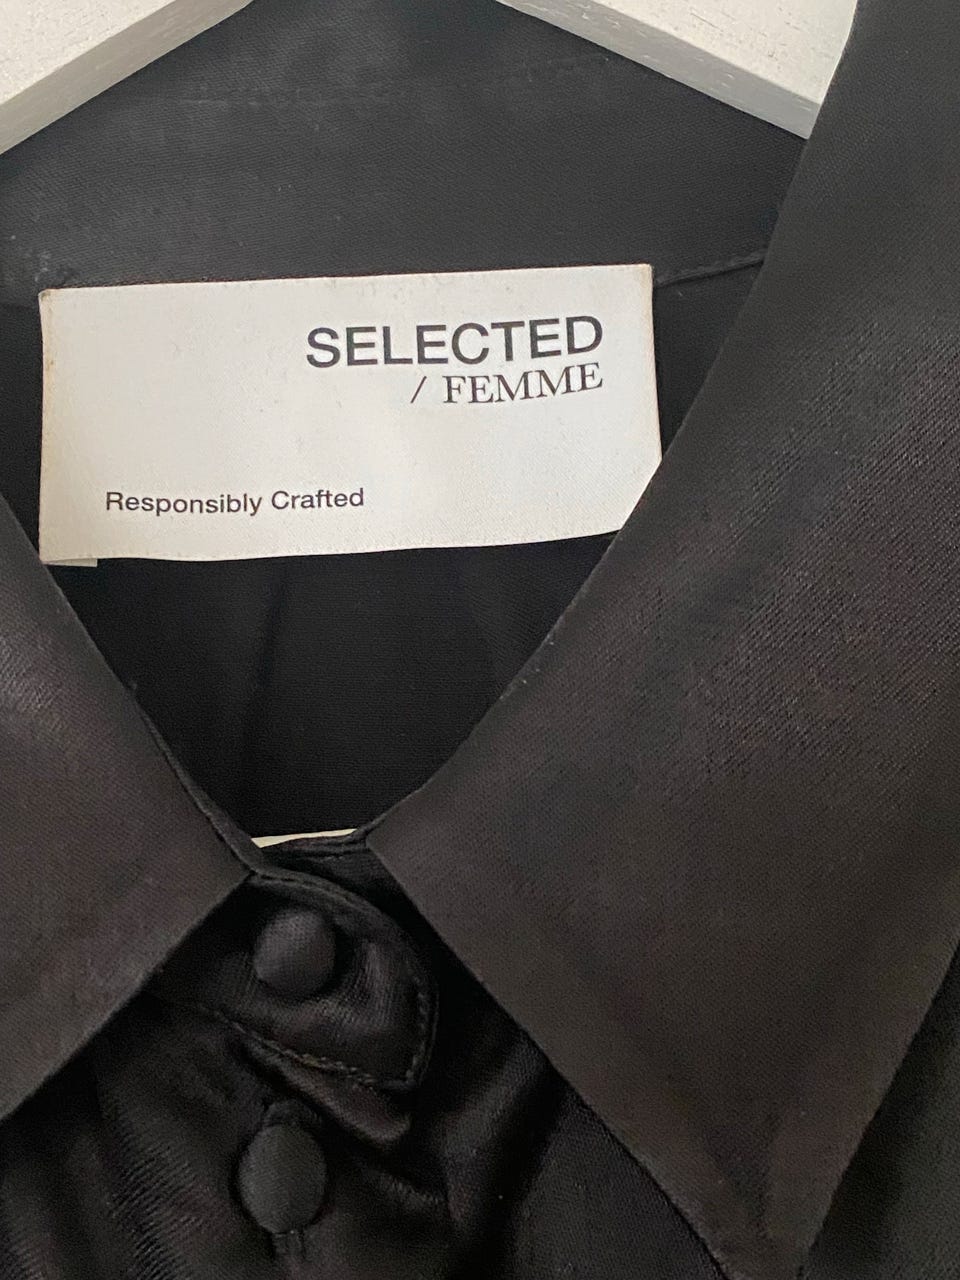 SELECTED
/ FEMME
Responsibly Crafted